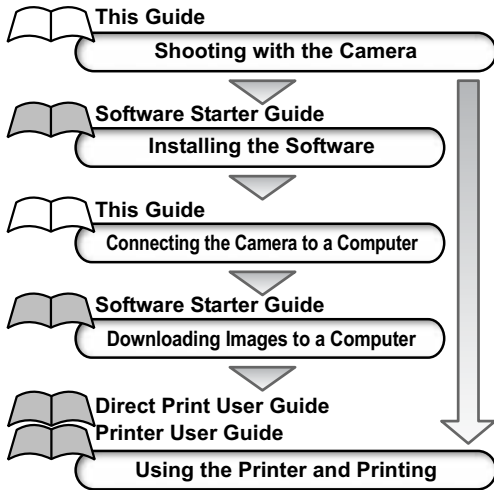 This Guide
Shooting with the Camera
Software Starter Guide
Installing the Software
This Guide
Connecting the Camera to a Computer
Software Starter Guide
Downloading Images to a Computer
Direct Print User Guide
Printer User Guide
Using the Printer and Printing